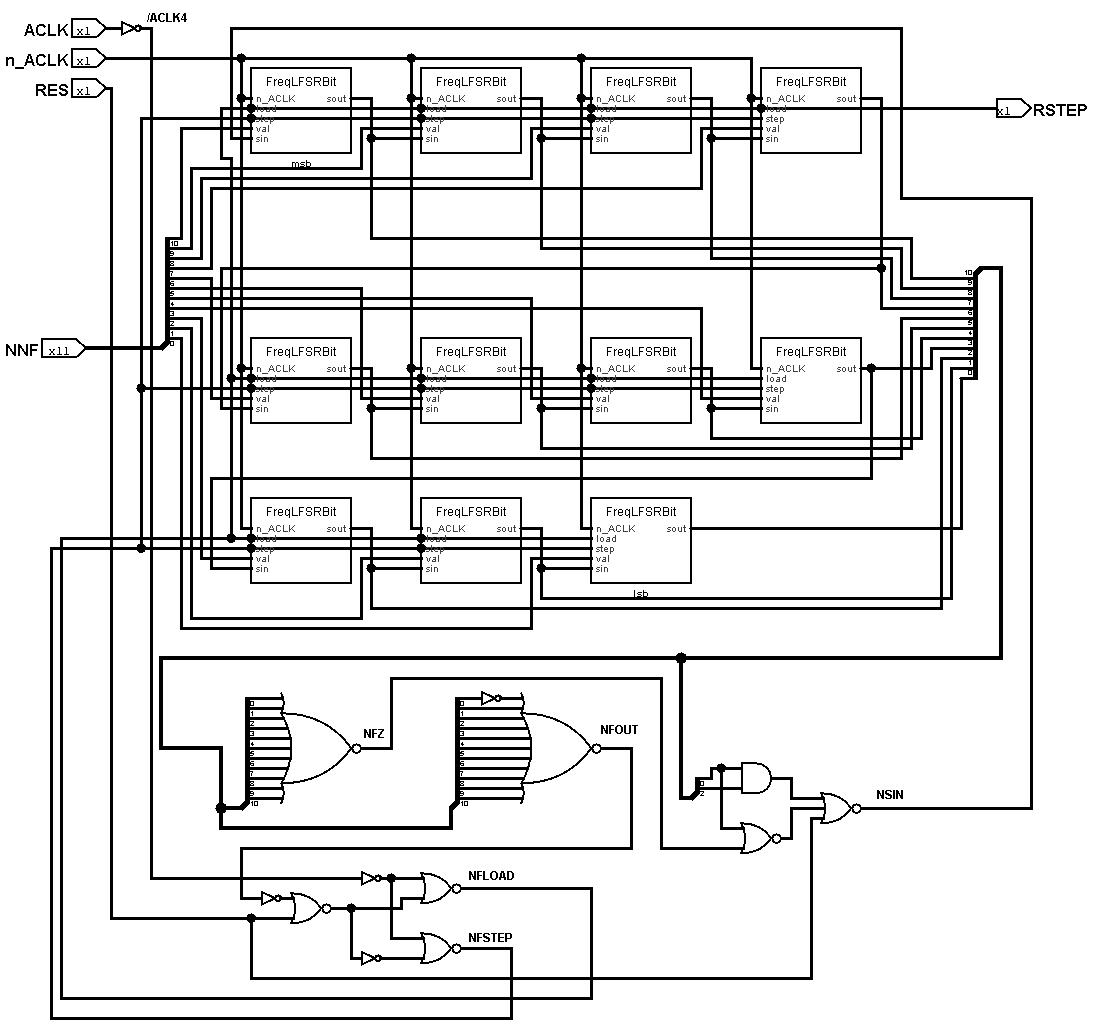 ACLK x1 /ACLK4
n_ACLK x1
RES x1
FreqLFSRBit FreqLFSRBit FreqLFSRBit FreqLFSRBit
n_ACLK sout n_ACLK sout n_ACLK sout n_ACLK sout
load load load load x1 RSTEP
step step step step
val val val val
sin sin sin sin
msb
10 10
9 9
8 8
7 7
6 6
5 5
4 4
3 3
2 2
1 1
0 0
NNF x11
FreqLFSRBit FreqLFSRBit FreqLFSRBit FreqLFSRBit
n_ACLK sout n_ACLK sout n_ACLK sout n_ACLK sout
load load load load
step step step step
val val val val
sin sin sin sin
FreqLFSRBit FreqLFSRBit FreqLFSRBit
n_ACLK sout n_ACLK sout n_ACLK sout
load load load
step step step
val val val
sin sin sin
lsb
0 0
1 1
2 2
3 3
4 4
5 5
6 6
7 7
8 8
9 9
10 10
NFZ NFOUT
0
2
NSIN
NFLOAD
NFSTEP